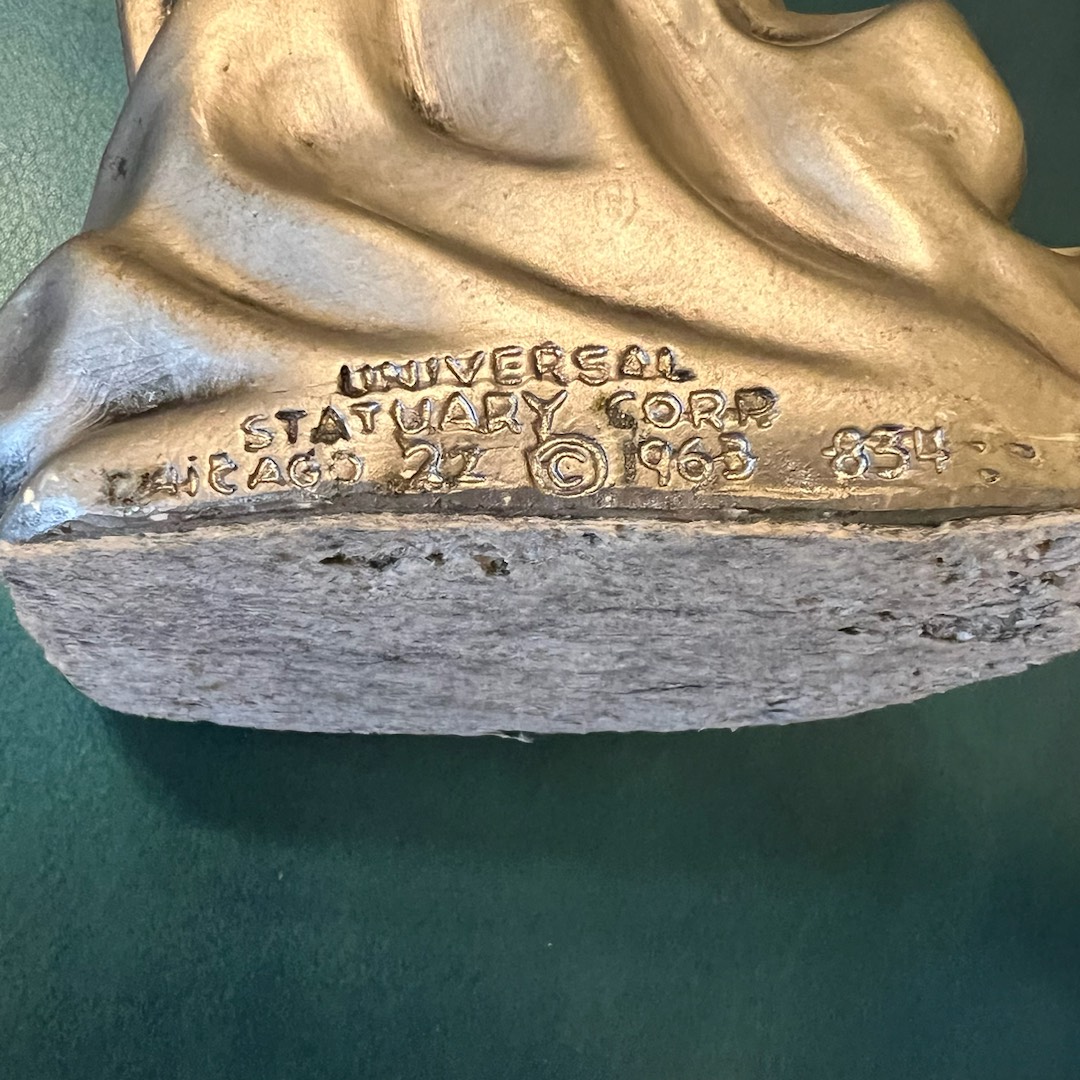 UNIVERSAL
STATUARY CORP
CHICAGO 22 © 1963 834